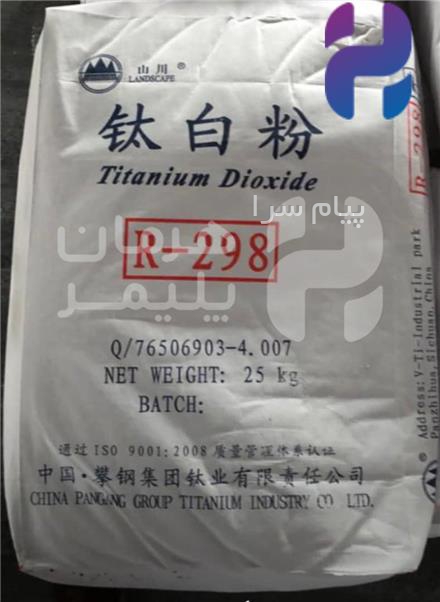 山川®
LANDSCAPE
钛白粉
Titanium Dioxide
پیام سرا
R-298
فرمان
پلیمر
Q/76506903-4.007
NET WEIGHT: 25 kg
BATCH:
通过ISO 9001:2008 质量管理体系认证
中国·攀钢集团钛业有限责任公司
CHINA PANGANG GROUP TITANIUM INDUSTRY CO LTD.
R-298
Address: V-Ti-Industrial park
Panzhihua, Sichuan, China